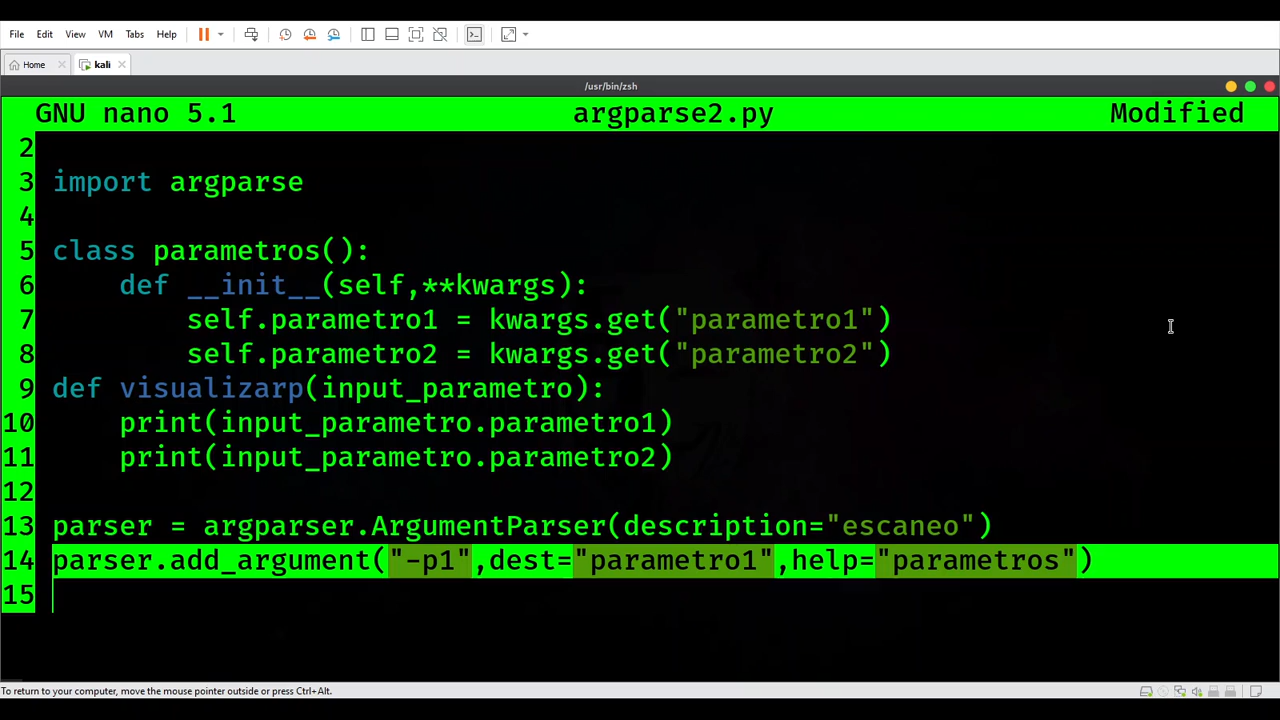 File Edit View VM Tabs Help
Home kali
/usr/bin/zsh
GNU nano 5.1 argparse2.py Modified
2
3 import argparse
4
5 class parametros():
6     def __init__(self,**kwargs):
7         self.parametro1 = kwargs.get("parametro1")
8         self.parametro2 = kwargs.get("parametro2")
9 def visualizarp(input_parametro):
10     print(input_parametro.parametro1)
11     print(input_parametro.parametro2)
12
13 parser = argparser.ArgumentParser(description="escaneo")
14 parser.add_argument("-p1",dest="parametro1",help="parametros")
15
To return to your computer, move the mouse pointer outside or press Ctrl+Alt.